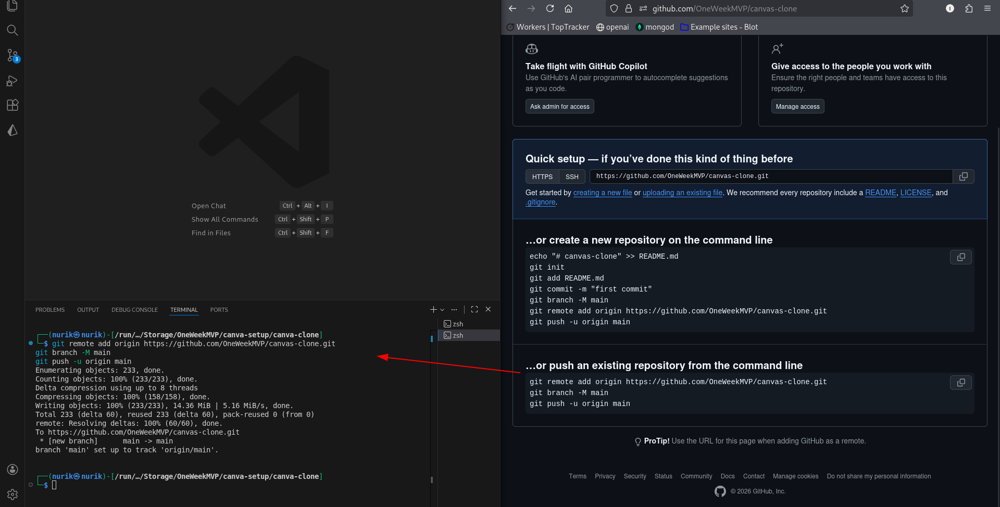 3
Open Chat Ctrl + Alt + I
Show All Commands Ctrl + Shift + P
Find in Files Ctrl + Shift + F
PROBLEMS OUTPUT DEBUG CONSOLE TERMINAL PORTS
zsh
zsh
┌──(nurik㉿nurik)-[/run/…/Storage/OneWeekMVP/canva-setup/canva-clone]
└─$ git remote add origin https://github.com/OneWeekMVP/canvas-clone.git
git branch -M main
git push -u origin main
Enumerating objects: 233, done.
Counting objects: 100% (233/233), done.
Delta compression using up to 8 threads
Compressing objects: 100% (158/158), done.
Writing objects: 100% (233/233), 14.36 MiB | 5.16 MiB/s, done.
Total 233 (delta 60), reused 233 (delta 60), pack-reused 0 (from 0)
remote: Resolving deltas: 100% (60/60), done.
To https://github.com/OneWeekMVP/canvas-clone.git
 * [new branch]      main -> main
branch 'main' set up to track 'origin/main'.
┌──(nurik㉿nurik)-[/run/…/Storage/OneWeekMVP/canva-setup/canva-clone]
└─$
github.com/OneWeekMVP/canvas-clone
I
Workers | TopTracker openai mongod Example sites - Blot
Take flight with GitHub Copilot
Use GitHub's AI pair programmer to autocomplete suggestions
as you code.
Ask admin for access
Give access to the people you work with
Ensure the right people and teams have access to this
repository.
Manage access
Quick setup — if you’ve done this kind of thing before
HTTPS SSH https://github.com/OneWeekMVP/canvas-clone.git
Get started by creating a new file or uploading an existing file. We recommend every repository include a README, LICENSE, and
.gitignore.
…or create a new repository on the command line
echo "# canvas-clone" >> README.md
git init
git add README.md
git commit -m "first commit"
git branch -M main
git remote add origin https://github.com/OneWeekMVP/canvas-clone.git
git push -u origin main
…or push an existing repository from the command line
git remote add origin https://github.com/OneWeekMVP/canvas-clone.git
git branch -M main
git push -u origin main
ProTip! Use the URL for this page when adding GitHub as a remote.
Terms Privacy Security Status Community Docs Contact Manage cookies Do not share my personal information
© 2026 GitHub, Inc.